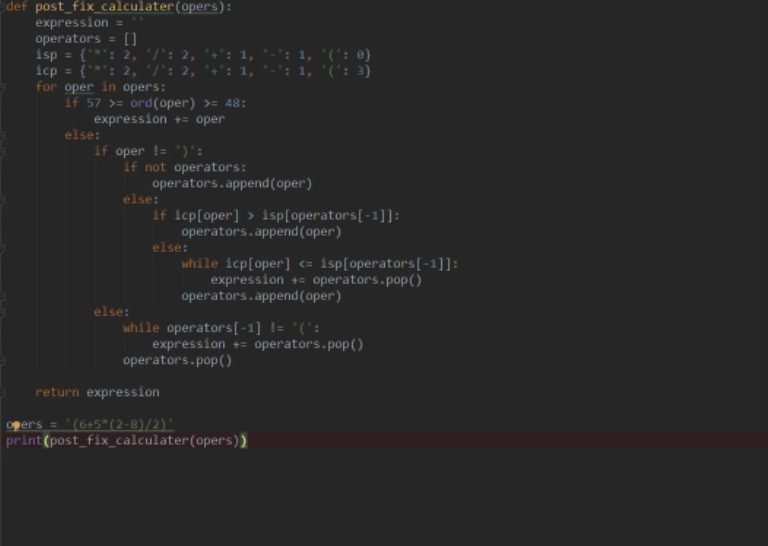 def post_fix_calculater(opers):
    expression = ''
    operators = []
    isp = {'*': 2, '/': 2, '+': 1, '-': 1, '(': 0}
    icp = {'*': 2, '/': 2, '+': 1, '-': 1, '(': 3}
    for oper in opers:
        if 57 >= ord(oper) >= 48:
            expression += oper
        else:
            if oper != ')':
                if not operators:
                    operators.append(oper)
                else:
                    if icp[oper] > isp[operators[-1]]:
                        operators.append(oper)
                    else:
                        while icp[oper] <= isp[operators[-1]]:
                            expression += operators.pop()
                        operators.append(oper)
            else:
                while operators[-1] != '(':
                    expression += operators.pop()
                operators.pop()
    return expression
opers = '(6+5*(2-8)/2)'
print(post_fix_calculater(opers))